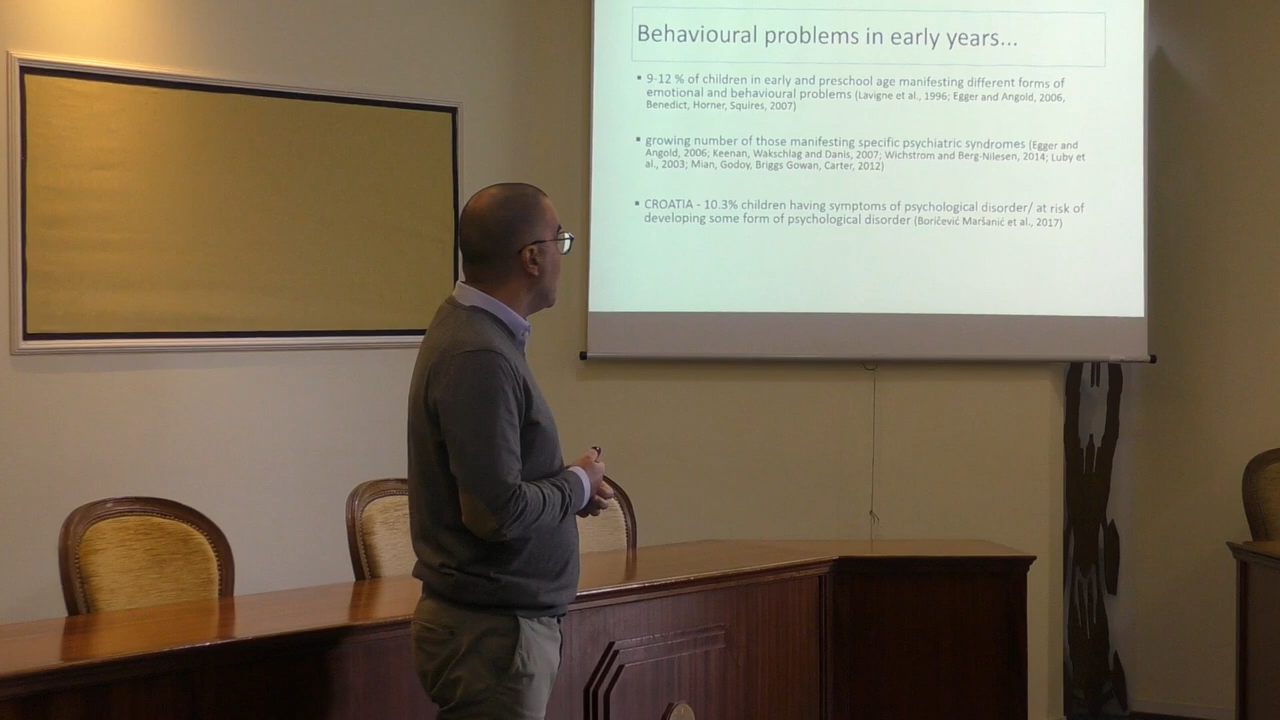 Behavioural problems in early years...
▪ 9-12 % of children in early and preschool age manifesting different forms of
emotional and behavioural problems (Lavigne et al., 1996; Egger and Angold, 2006,
Benedict, Horner, Squires, 2007)
▪ growing number of those manifesting specific psychiatric syndromes (Egger and
Angold, 2006; Keenan, Wakschlag and Danis, 2007; Wichstrom and Berg-Nilesen, 2014; Luby et
al., 2003; Mian, Godoy, Briggs Gowan, Carter, 2012)
▪ CROATIA - 10.3% children having symptoms of psychological disorder/ at risk of
developing some form of psychological disorder (Boričević Maršanić et al., 2017)